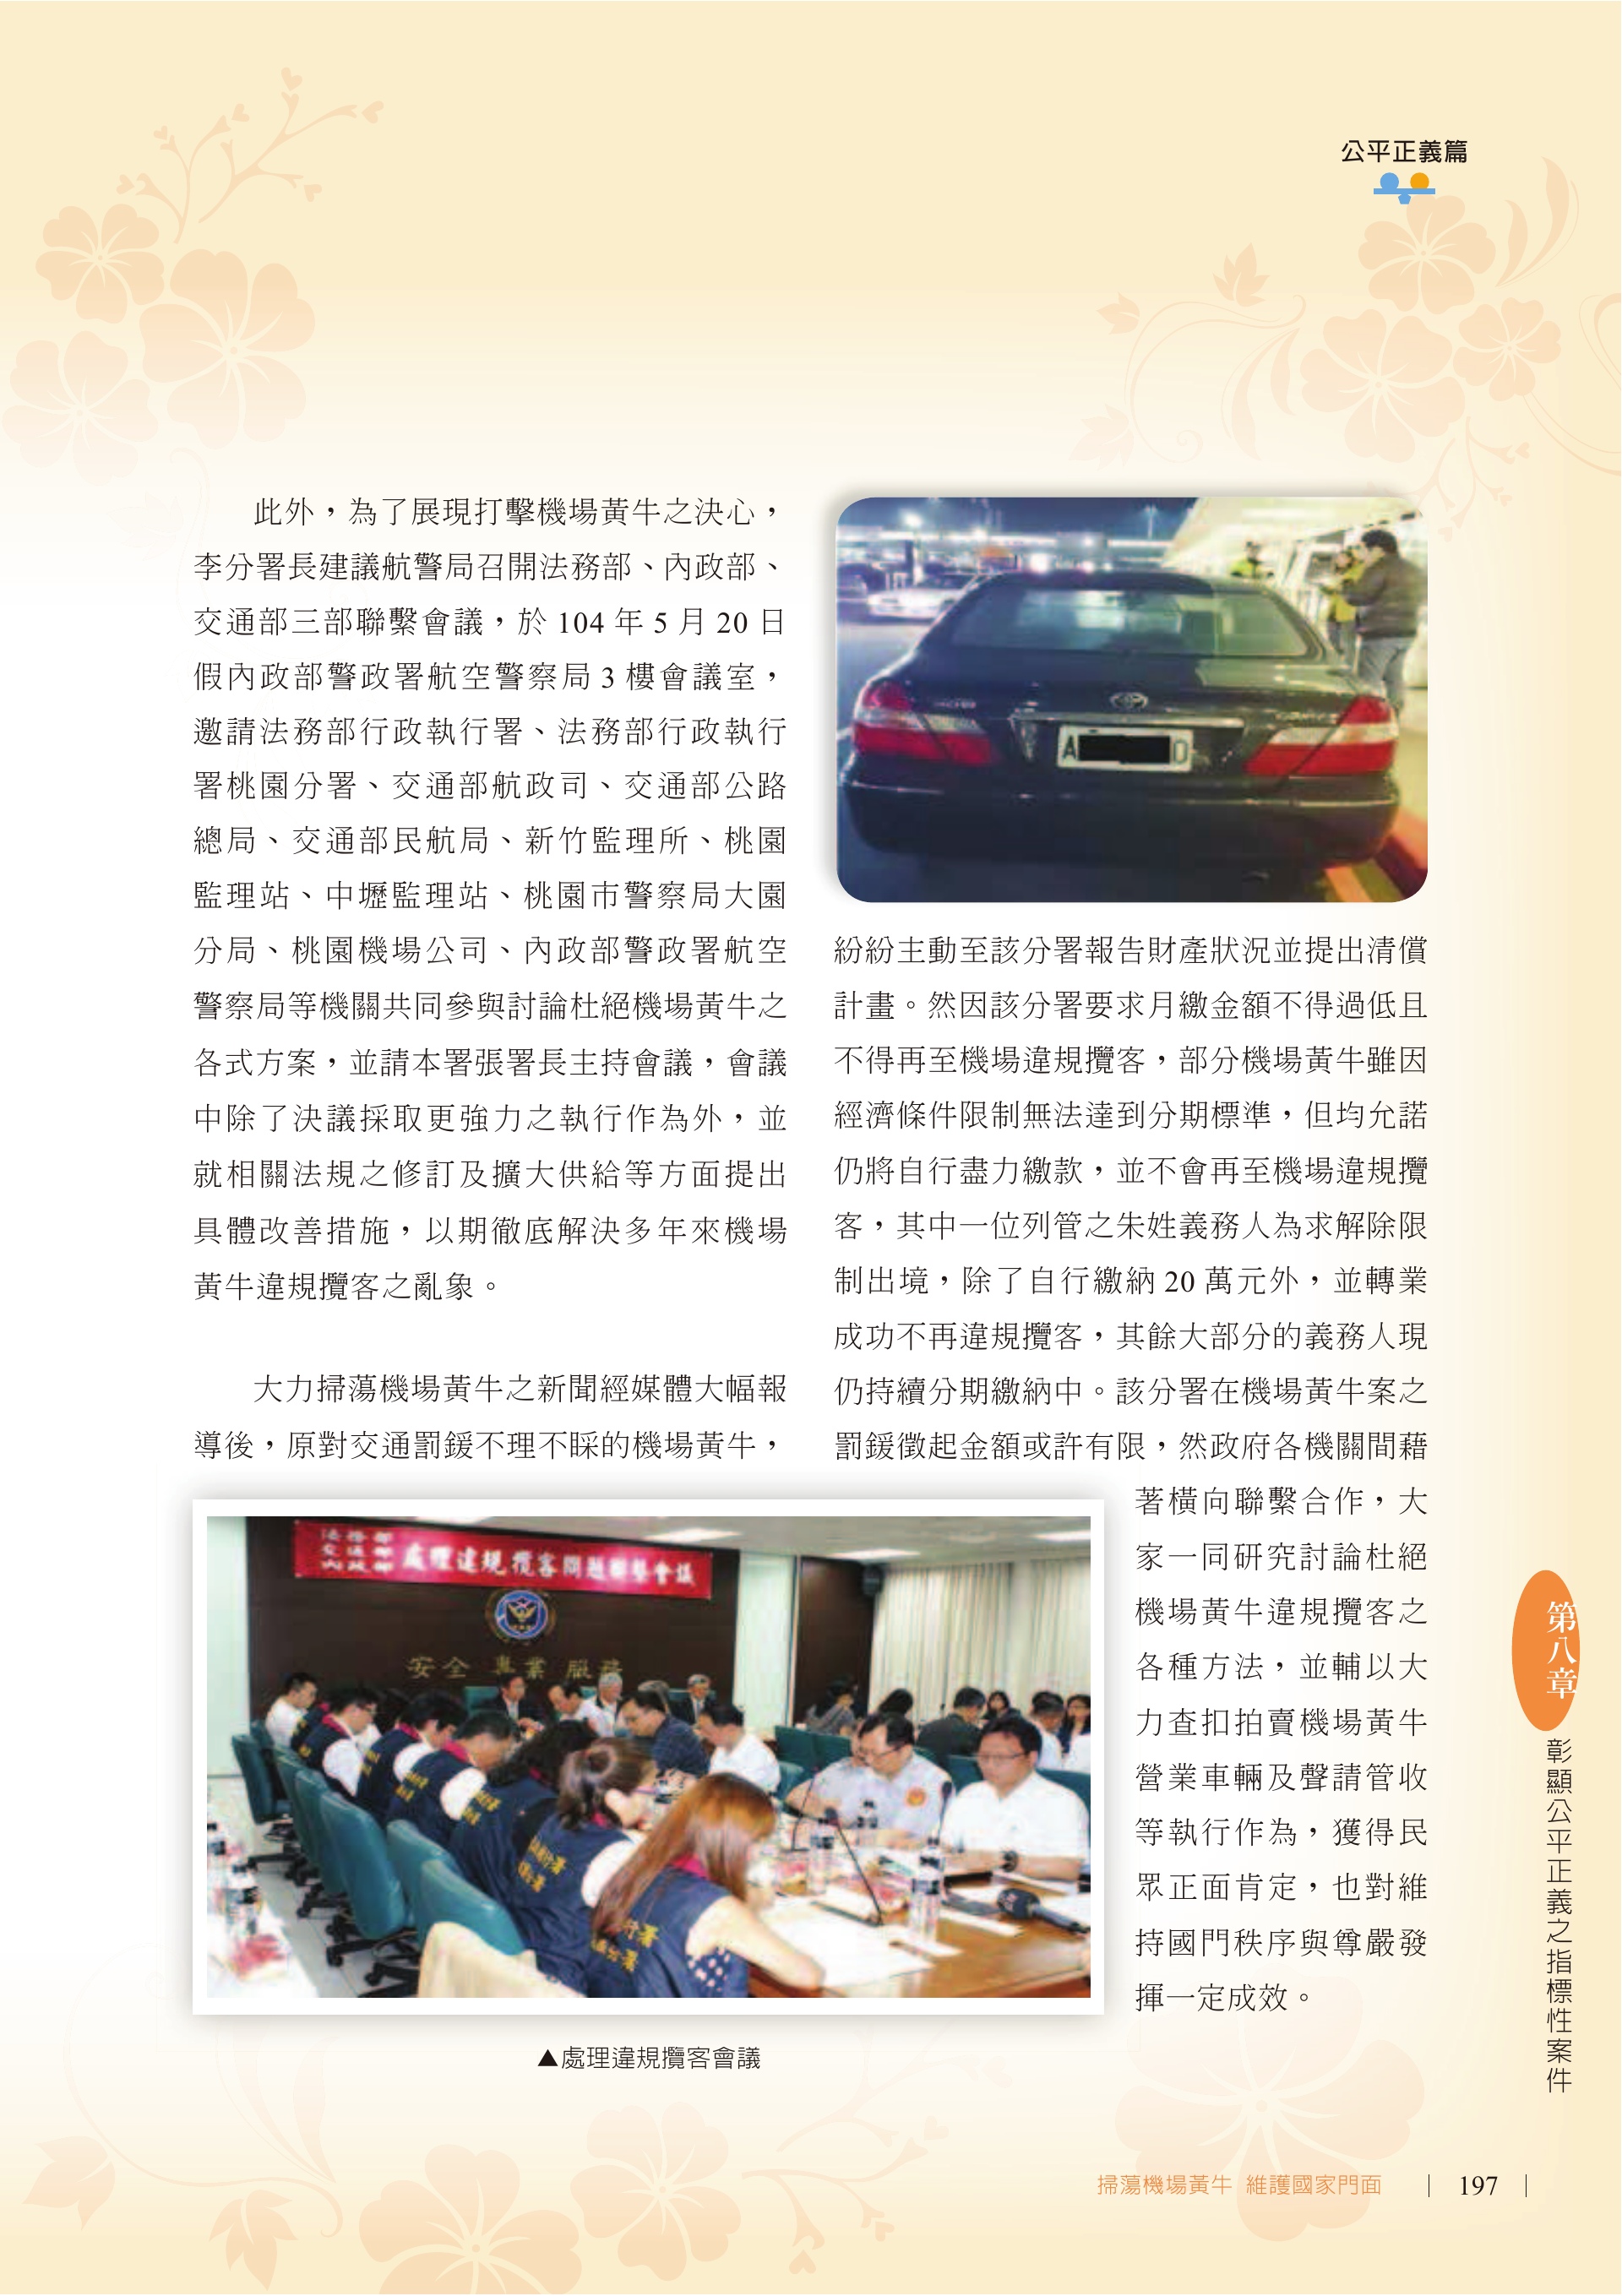 公平正義篇
此外，為了展現打擊機場黃牛之決心，
李分署長建議航警局召開法務部、內政部、
交通部三部聯繫會議，於 104 年 5 月 20 日
假內政部警政署航空警察局 3 樓會議室，
邀請法務部行政執行署、法務部行政執行
署桃園分署、交通部航政司、交通部公路
總局、交通部民航局、新竹監理所、桃園
監理站、中壢監理站、桃園市警察局大園
分局、桃園機場公司、內政部警政署航空
警察局等機關共同參與討論杜絕機場黃牛之
各式方案，並請本署張署長主持會議，會議
中除了決議採取更強力之執行作為外，並
就相關法規之修訂及擴大供給等方面提出
具體改善措施，以期徹底解決多年來機場
黃牛違規攬客之亂象。
大力掃蕩機場黃牛之新聞經媒體大幅報
導後，原對交通罰鍰不理不睬的機場黃牛，
A D
紛紛主動至該分署報告財產狀況並提出清償
計畫。然因該分署要求月繳金額不得過低且
不得再至機場違規攬客，部分機場黃牛雖因
經濟條件限制無法達到分期標準，但均允諾
仍將自行盡力繳款，並不會再至機場違規攬
客，其中一位列管之朱姓義務人為求解除限
制出境，除了自行繳納 20 萬元外，並轉業
成功不再違規攬客，其餘大部分的義務人現
仍持續分期繳納中。該分署在機場黃牛案之
罰鍰徵起金額或許有限，然政府各機關間藉
著橫向聯繫合作，大
家一同研究討論杜絕
機場黃牛違規攬客之
各種方法，並輔以大
力查扣拍賣機場黃牛
營業車輛及聲請管收
等執行作為，獲得民
眾正面肯定，也對維
持國門秩序與尊嚴發
揮一定成效。
法務部
交通部
內政部
處理違規攬客問題聯繫會議
安全 專業 服務
▲處理違規攬客會議
第八章
彰顯公平正義之指標性案件
掃蕩機場黃牛 維護國家門面 | 197 |